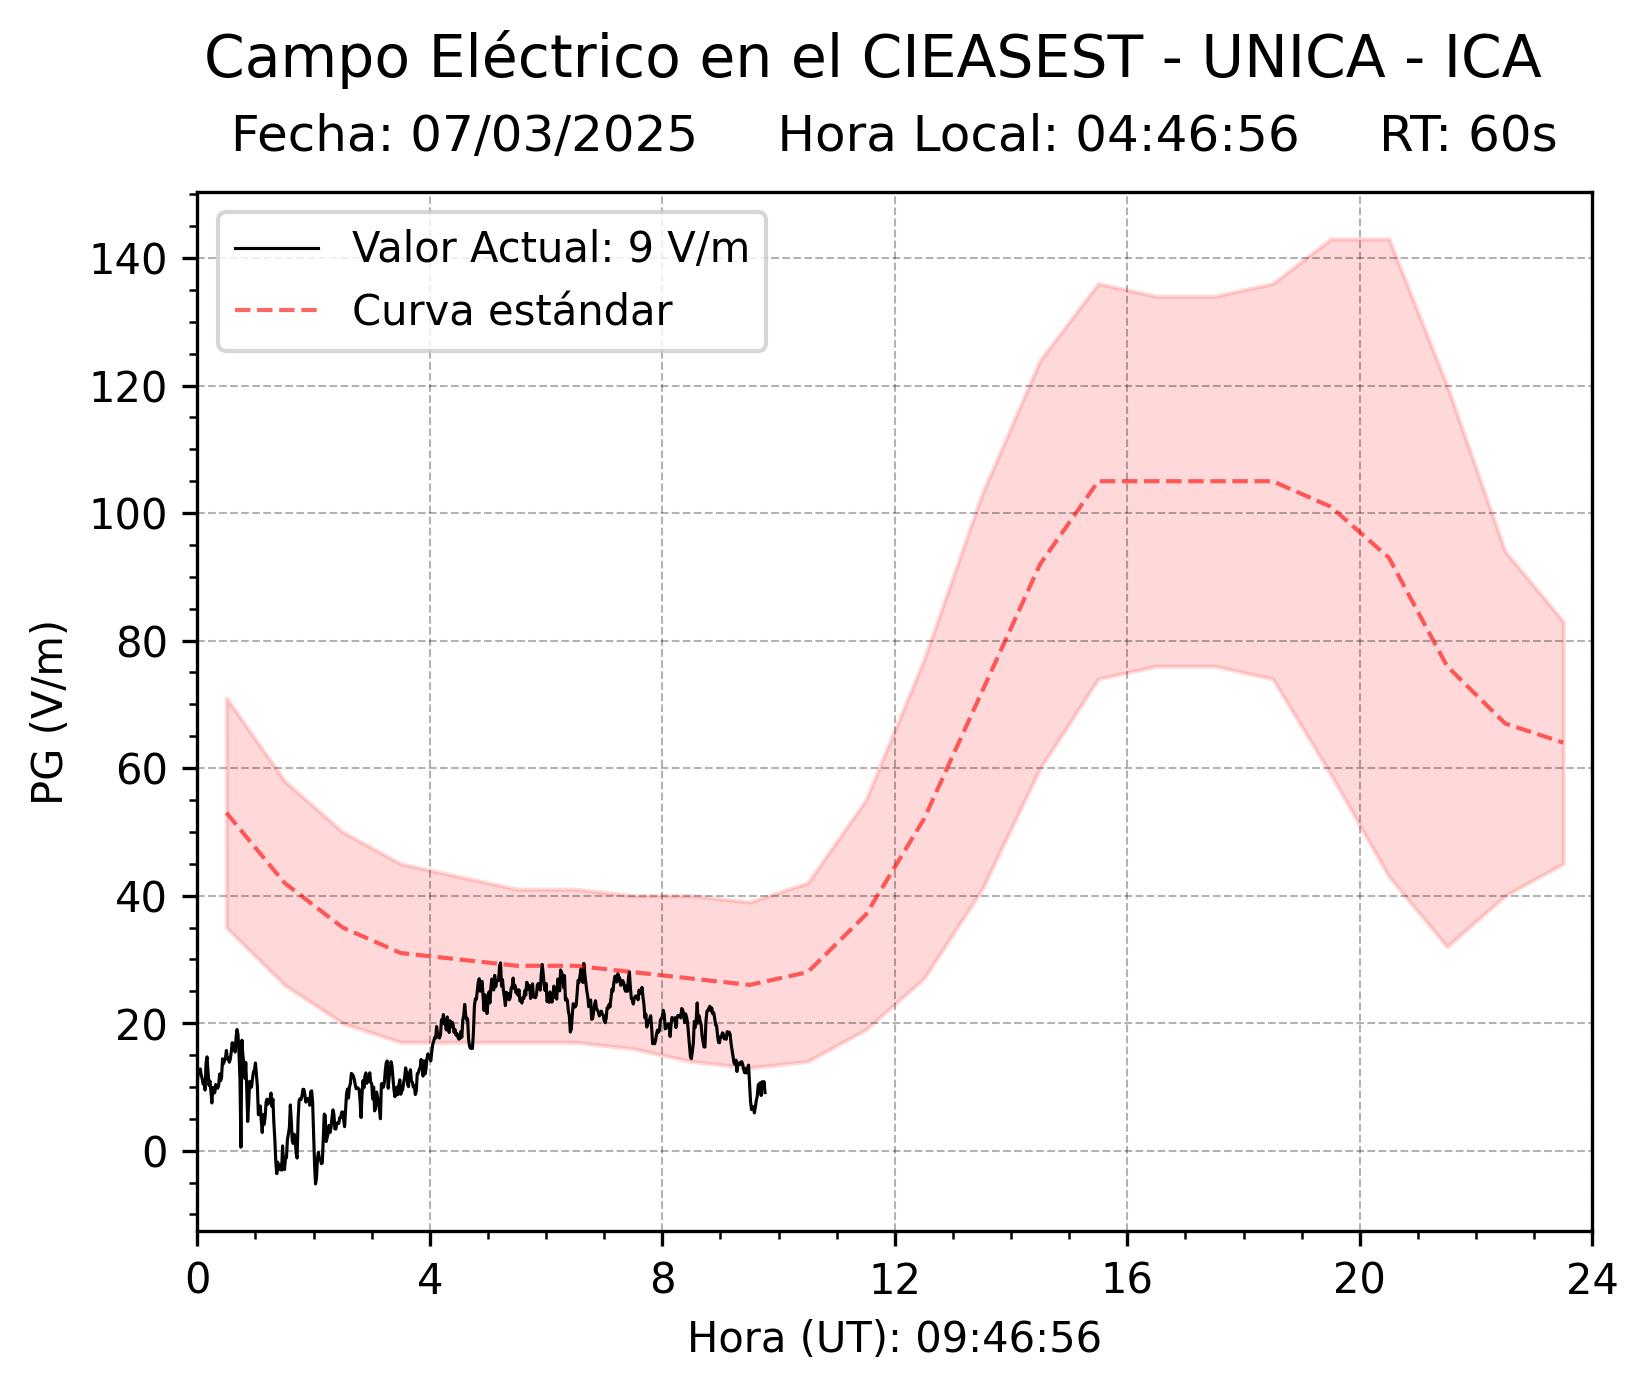 Campo Eléctrico en el CIEASEST - UNICA - ICA
Fecha: 07/03/2025 Hora Local: 04:46:56 RT: 60s
Valor Actual: 9 V/m
Curva estándar
PG (V/m)
140
120
100
80
60
40
20
0
0 4 8 12 16 20 24
Hora (UT): 09:46:56